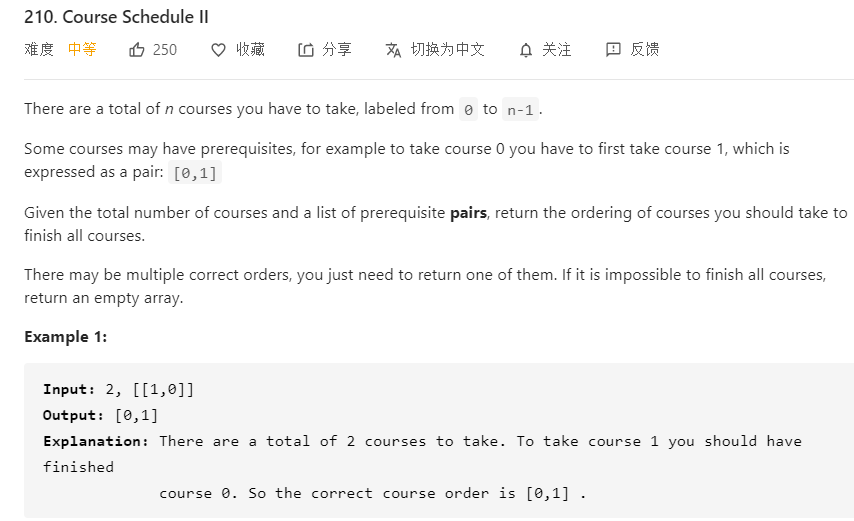 210. Course Schedule II
难度 中等 250 收藏 分享 切换为中文 关注 反馈
There are a total of n courses you have to take, labeled from 0 to n-1.
Some courses may have prerequisites, for example to take course 0 you have to first take course 1, which is
expressed as a pair: [0,1]
Given the total number of courses and a list of prerequisite pairs, return the ordering of courses you should take to
finish all courses.
There may be multiple correct orders, you just need to return one of them. If it is impossible to finish all courses,
return an empty array.
Example 1:
Input: 2, [[1,0]]
Output: [0,1]
Explanation: There are a total of 2 courses to take. To take course 1 you should have
finished
course 0. So the correct course order is [0,1] .